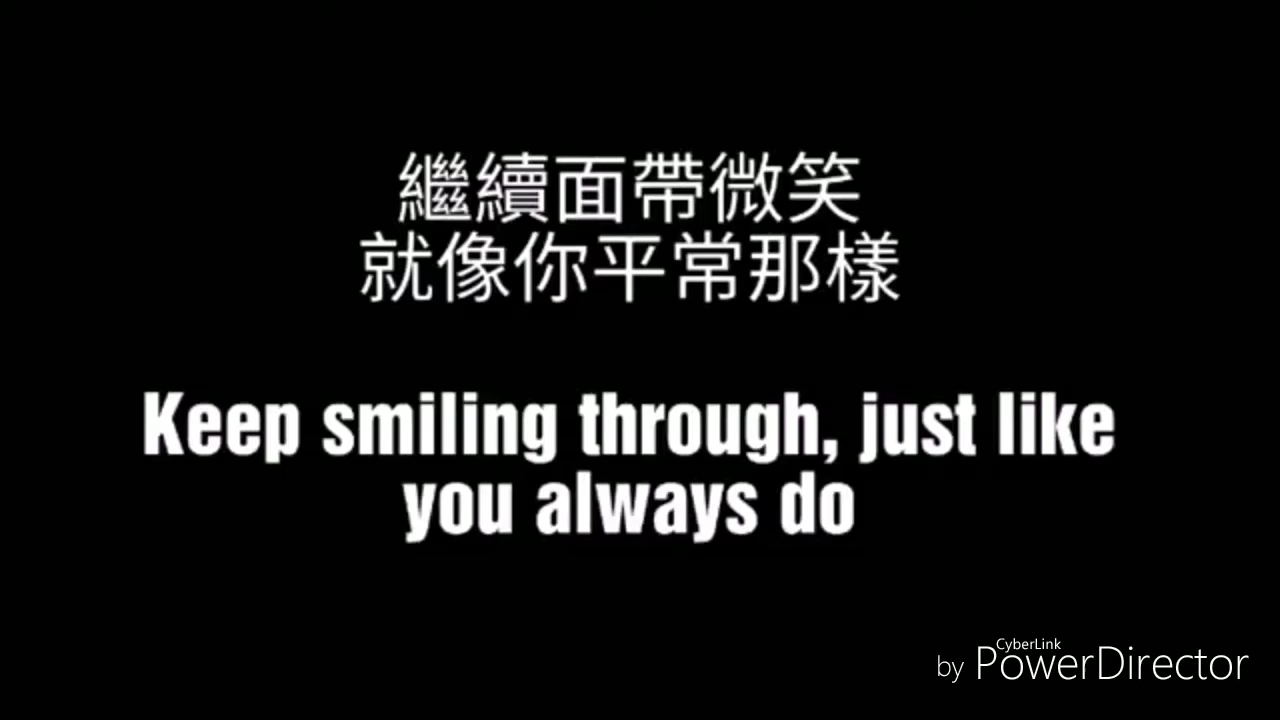 繼續面帶微笑
就像你平常那樣
Keep smiling through, just like
you always do
CyberLink
by PowerDirector